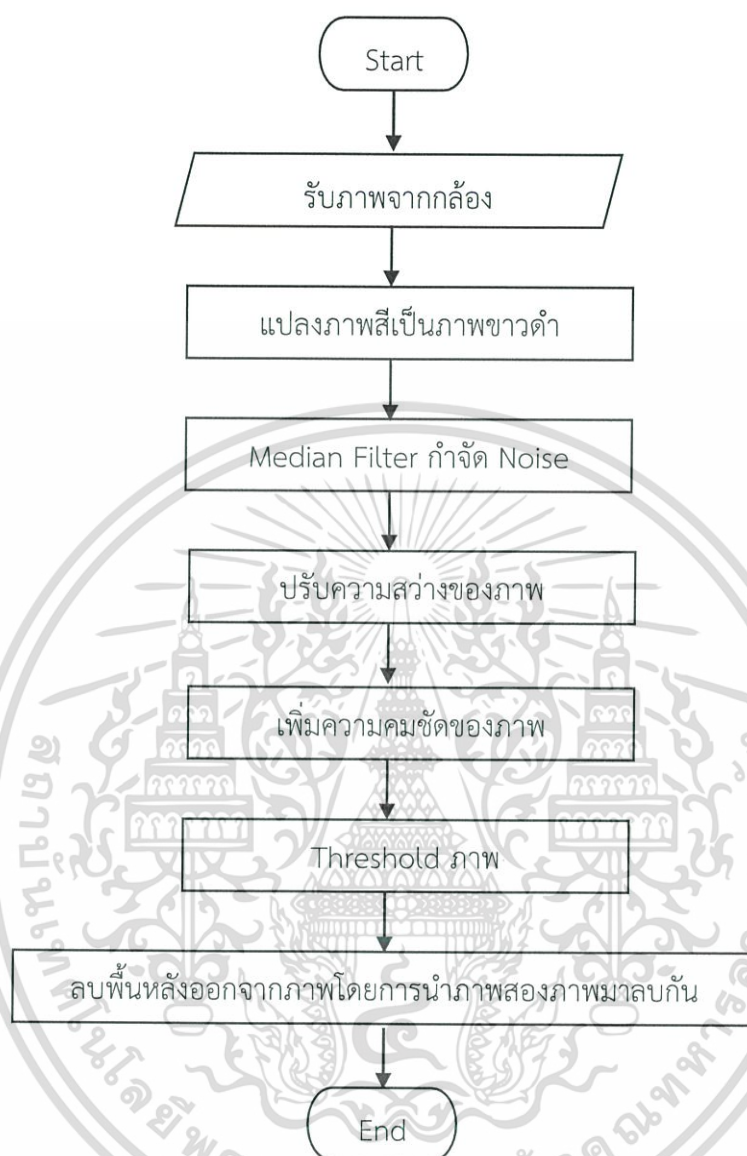 Start
รับภาพจากกล้อง
แปลงภาพสีเป็นภาพขาวดำ
Median Filter กำจัด Noise
ปรับความสว่างของภาพ
เพิ่มความคมชัดของภาพ
Threshold ภาพ
ลบพื้นหลังออกจากภาพโดยการนำภาพสองภาพมาลบกัน
End